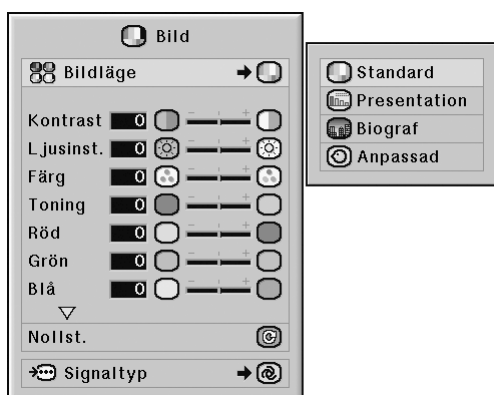 Bild
Bildläge
Kontrast 0
Ljusinst. 0
Färg 0
Toning 0
Röd 0
Grön 0
Blå 0
Nollst.
Signaltyp
Standard
Presentation
Biograf
Anpassad